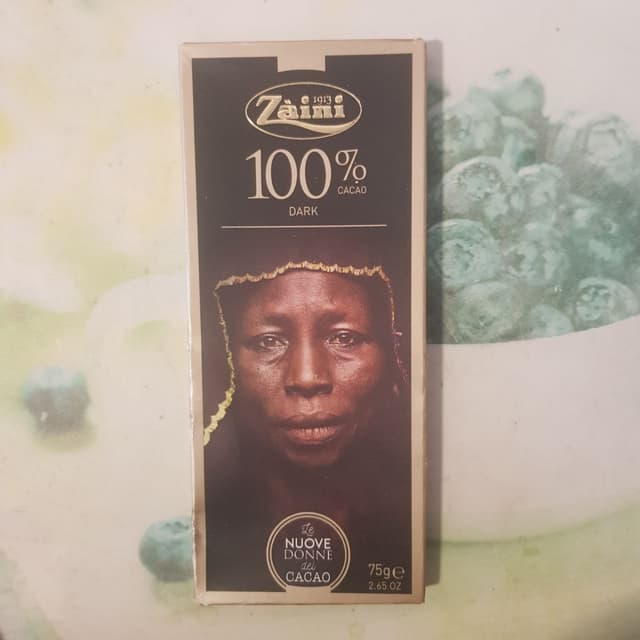 1913
Zàini
100%
CACAO
DARK
Le
NUOVE
DONNE
del
CACAO
75g℮
2.65 OZ